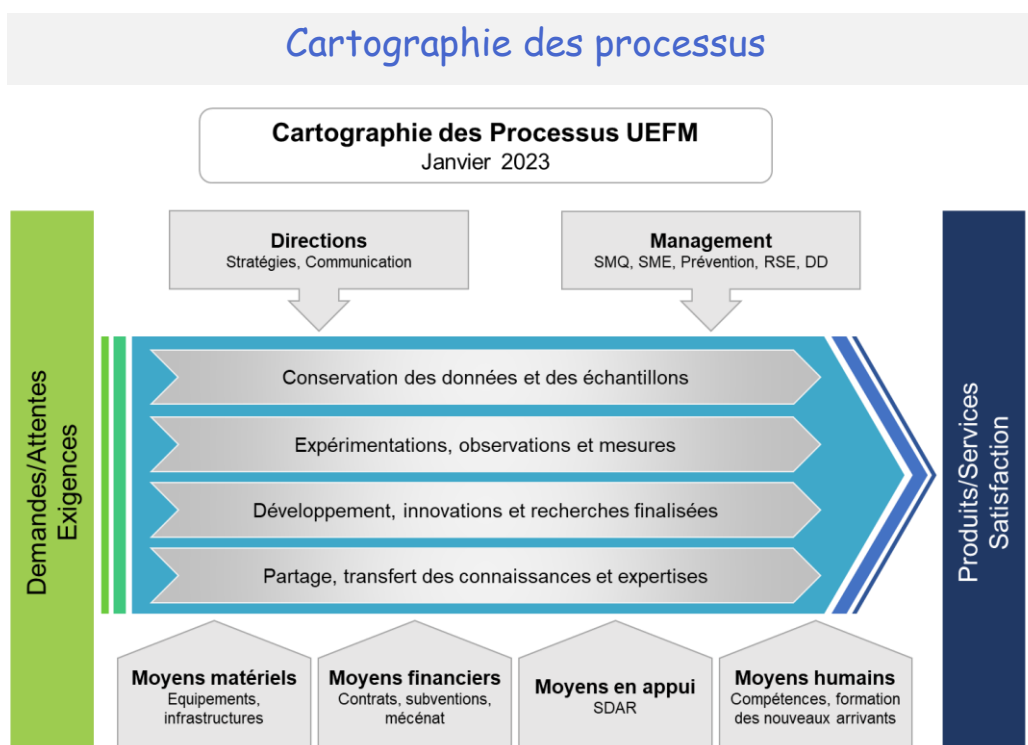 Cartographie des processus
Cartographie des Processus UEFM
Janvier 2023
Directions
Stratégies, Communication
Management
SMQ, SME, Prévention, RSE, DD
Demandes/Attentes
Exigences
Conservation des données et des échantillons
Expérimentations, observations et mesures
Développement, innovations et recherches finalisées
Partage, transfert des connaissances et expertises
Produits/Services
Satisfaction
Moyens matériels
Equipements,
infrastructures
Moyens financiers
Contrats, subventions,
mécénat
Moyens en appui
SDAR
Moyens humains
Compétences, formation
des nouveaux arrivants